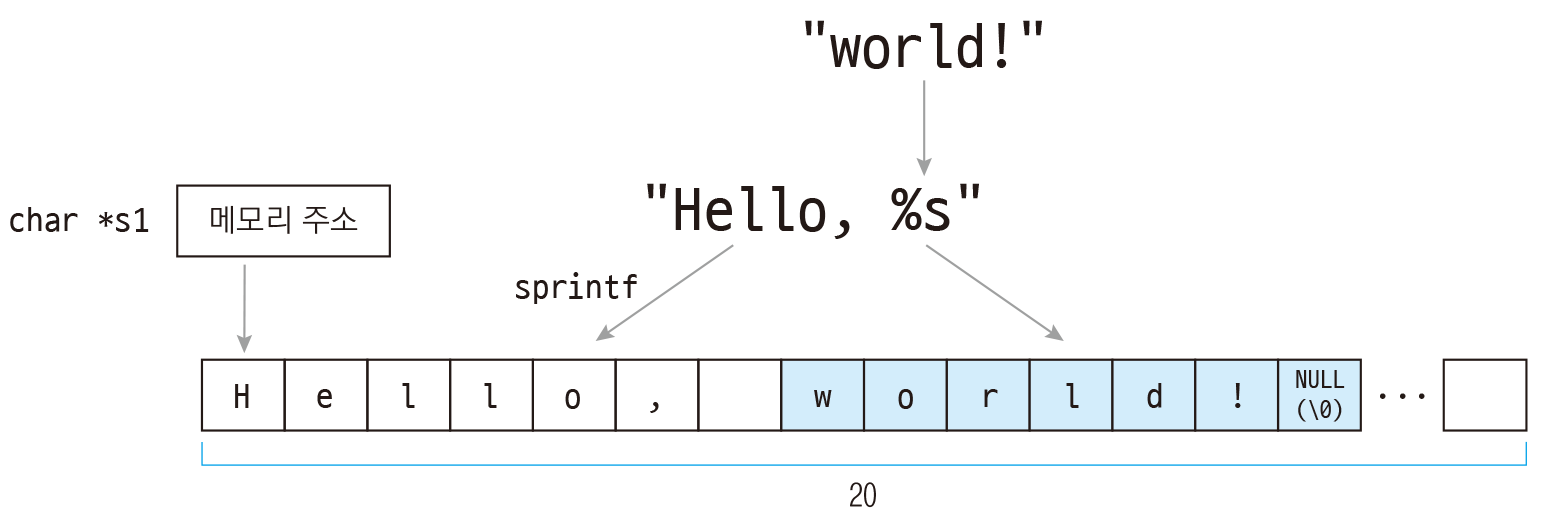 "world!"
"Hello, %s"
char *s1 메모리 주소
sprintf
H e l l o , w o r l d ! NULL (\0) ···
20